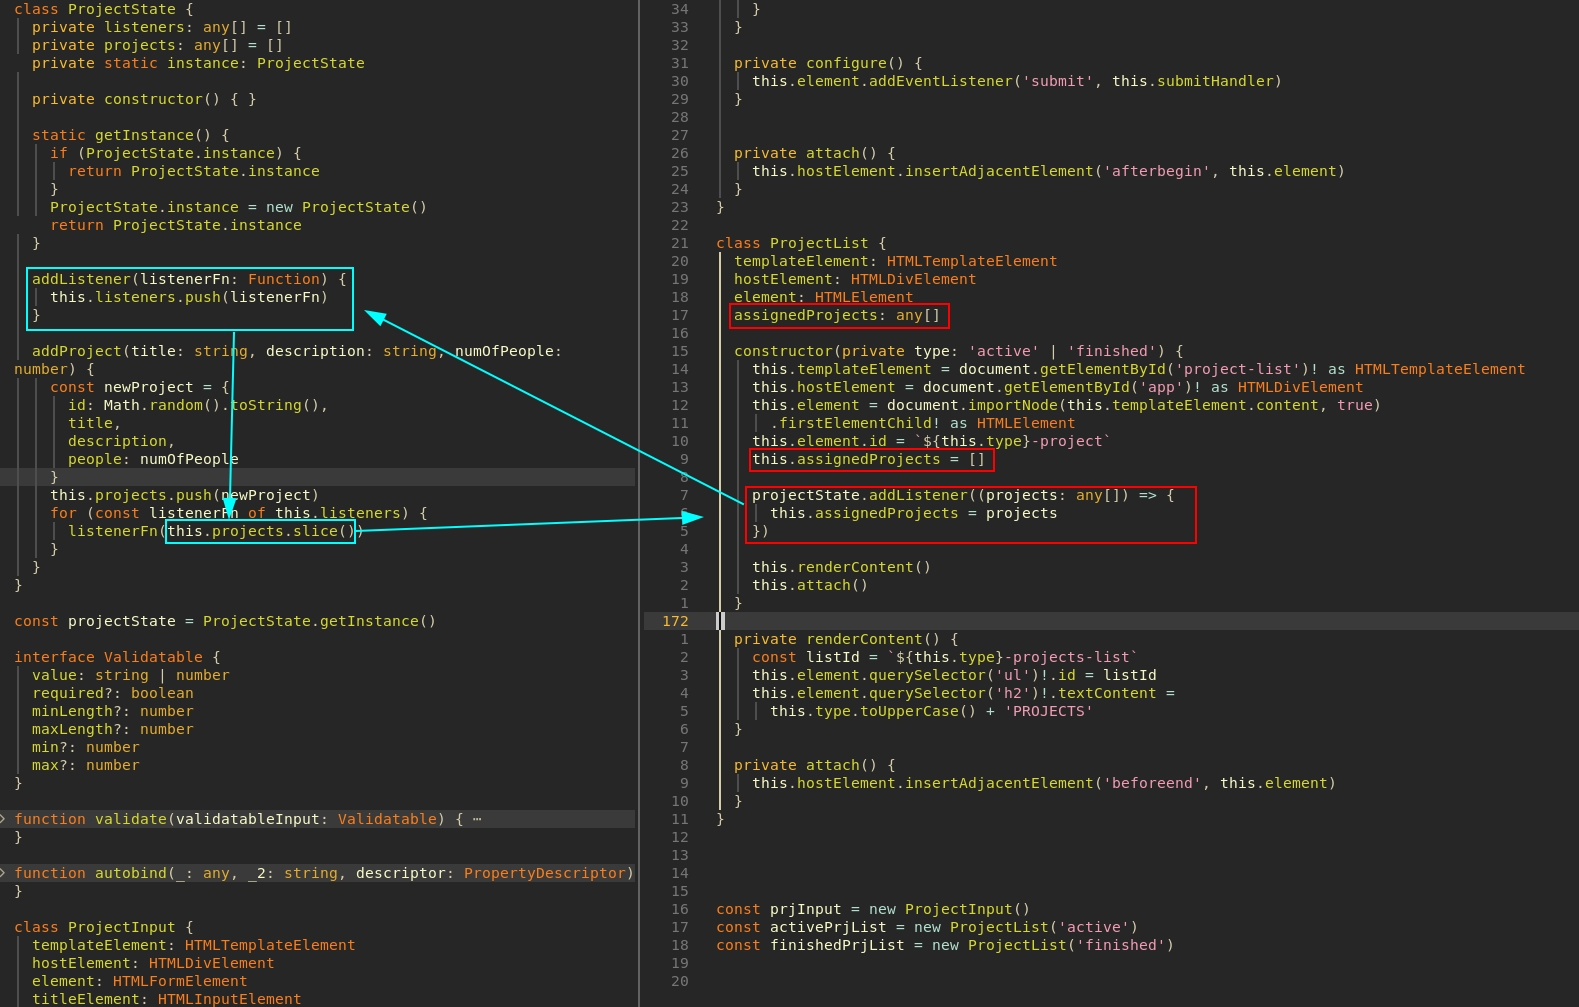 class ProjectState {
private listeners: any[] = []
private projects: any[] = []
private static instance: ProjectState
private constructor() { }
static getInstance() {
if (ProjectState.instance) {
return ProjectState.instance
}
ProjectState.instance = new ProjectState()
return ProjectState.instance
}
addListener(listenerFn: Function) {
this.listeners.push(listenerFn)
}
addProject(title: string, description: string, numOfPeople:
number) {
const newProject = {
id: Math.random().toString(),
title,
description,
people: numOfPeople
}
this.projects.push(newProject)
for (const listenerFn of this.listeners) {
listenerFn(this.projects.slice())
}
}
}
const projectState = ProjectState.getInstance()
interface Validatable {
value: string | number
required?: boolean
minLength?: number
maxLength?: number
min?: number
max?: number
}
function validate(validatableInput: Validatable) { ⋯
}
function autobind(_: any, _2: string, descriptor: PropertyDescriptor)
}
class ProjectInput {
templateElement: HTMLTemplateElement
hostElement: HTMLDivElement
element: HTMLFormElement
titleElement: HTMLInputElement
34 }
33 }
32
31 private configure() {
30 this.element.addEventListener('submit', this.submitHandler)
29 }
28
27
26 private attach() {
25 this.hostElement.insertAdjacentElement('afterbegin', this.element)
24 }
23 }
22
21 class ProjectList {
20 templateElement: HTMLTemplateElement
19 hostElement: HTMLDivElement
18 element: HTMLElement
17 assignedProjects: any[]
16
15 constructor(private type: 'active' | 'finished') {
14 this.templateElement = document.getElementById('project-list')! as HTMLTemplateElement
13 this.hostElement = document.getElementById('app')! as HTMLDivElement
12 this.element = document.importNode(this.templateElement.content, true)
11 .firstElementChild! as HTMLElement
10 this.element.id = `${this.type}-project`
9 this.assignedProjects = []
8
7 projectState.addListener((projects: any[]) => {
6 this.assignedProjects = projects
5 })
4
3 this.renderContent()
2 this.attach()
1 }
172
1 private renderContent() {
2 const listId = `${this.type}-projects-list`
3 this.element.querySelector('ul')!.id = listId
4 this.element.querySelector('h2')!.textContent =
5 this.type.toUpperCase() + 'PROJECTS'
6 }
7
8 private attach() {
9 this.hostElement.insertAdjacentElement('beforeend', this.element)
10 }
11 }
12
13
14
15
16 const prjInput = new ProjectInput()
17 const activePrjList = new ProjectList('active')
18 const finishedPrjList = new ProjectList('finished')
19
20